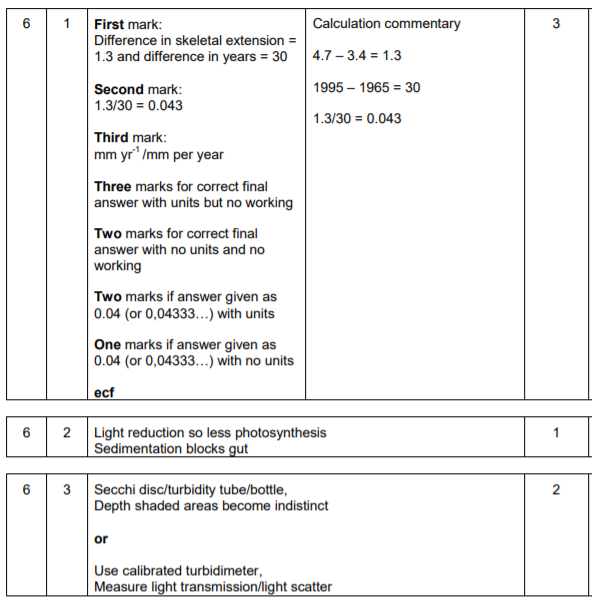 6 1 First mark: Calculation commentary 3
Difference in skeletal extension =
1.3 and difference in years = 30 4.7 – 3.4 = 1.3
Second mark: 1995 – 1965 = 30
1.3/30 = 0.043
1.3/30 = 0.043
Third mark:
mm yr⁻¹ /mm per year
Three marks for correct final
answer with units but no working
Two marks for correct final
answer with no units and no
working
Two marks if answer given as
0.04 (or 0,04333…) with units
One marks if answer given as
0.04 (or 0,04333…) with no units
ecf
6 2 Light reduction so less photosynthesis 1
Sedimentation blocks gut
6 3 Secchi disc/turbidity tube/bottle, 2
Depth shaded areas become indistinct
or
Use calibrated turbidimeter,
Measure light transmission/light scatter